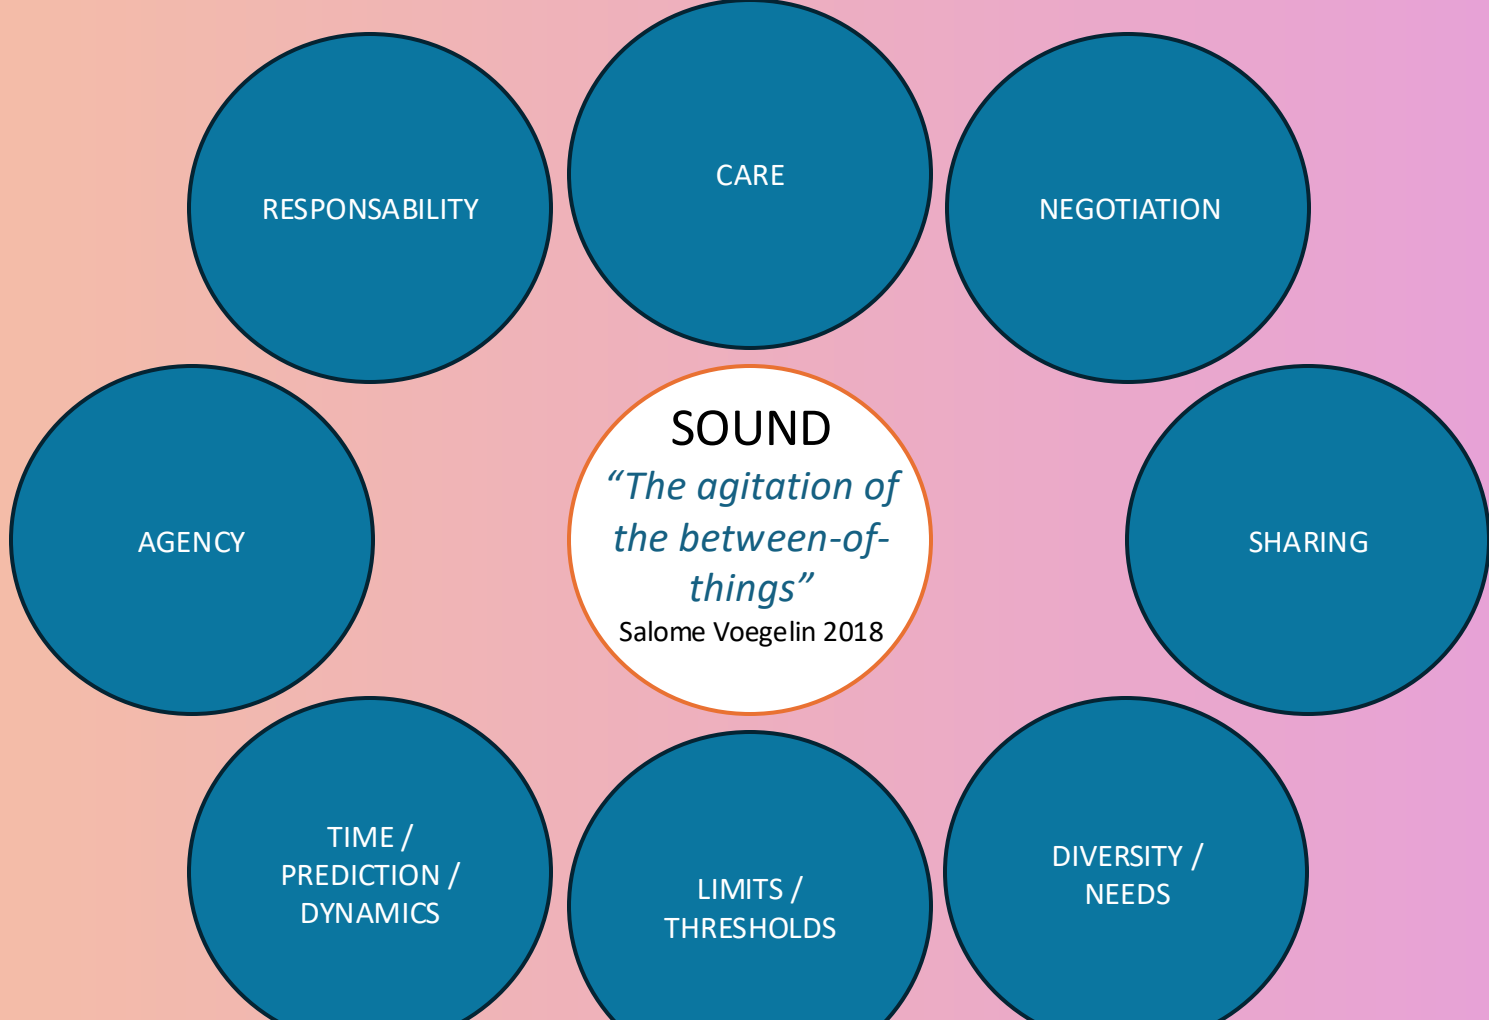 CARE
RESPONSABILITY
NEGOTIATION
SOUND
“The agitation of
the between-of-
things”
Salome Voegelin 2018
AGENCY
SHARING
TIME /
PREDICTION /
DYNAMICS
LIMITS /
THRESHOLDS
DIVERSITY /
NEEDS